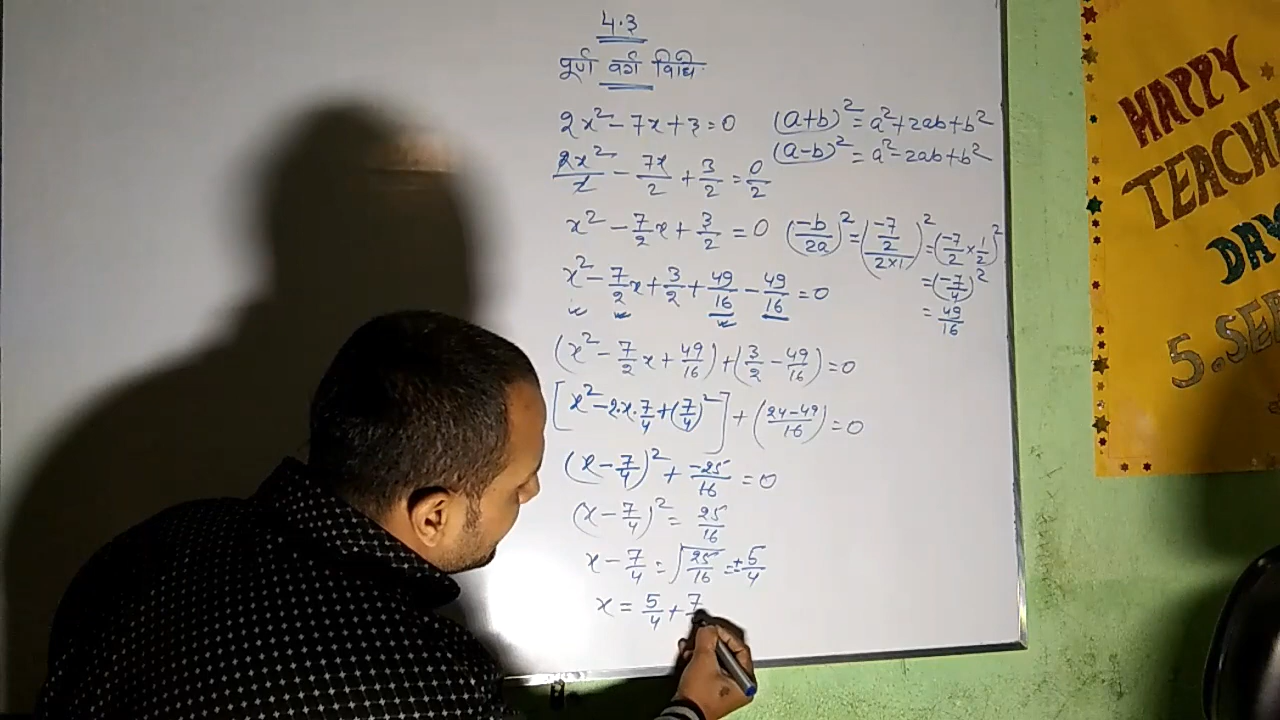 4.3
पूर्ण वर्ग विधि
2x² - 7x + 3 = 0
(a+b)² = a² + 2ab + b²
(a-b)² = a² - 2ab + b²
2x²/2 - 7x/2 + 3/2 = 0/2
x² - 7/2 x + 3/2 = 0
(-b/2a)² = (-7/2 / 2×1)² = (-7/2 × 1/2)²
= (-7/4)²
= 49/16
x² - 7/2 x + 3/2 + 49/16 - 49/16 = 0
(x² - 7/2 x + 49/16) + (3/2 - 49/16) = 0
[x² - 2·x·7/4 + (7/4)²] + (24-49/16) = 0
(x - 7/4)² + -25/16 = 0
(x - 7/4)² = 25/16
x - 7/4 = √25/16 = ±5/4
x = 5/4 + 7
HAPPY
TEACHE
DAY
5.SE